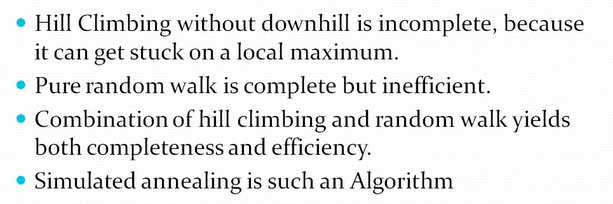 Hill Climbing without downhill is incomplete, because
it can get stuck on a local maximum.
Pure random walk is complete but inefficient.
Combination of hill climbing and random walk yields
both completeness and efficiency.
Simulated annealing is such an Algorithm